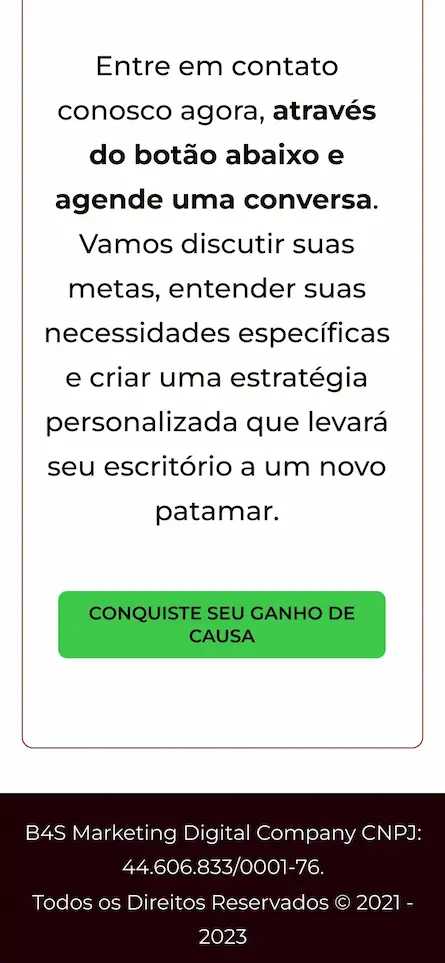 Entre em contato
conosco agora, através
do botão abaixo e
agende uma conversa.
Vamos discutir suas
metas, entender suas
necessidades específicas
e criar uma estratégia
personalizada que levará
seu escritório a um novo
patamar.
CONQUISTE SEU GANHO DE
CAUSA
B4S Marketing Digital Company CNPJ:
44.606.833/0001-76.
Todos os Direitos Reservados © 2021 -
2023